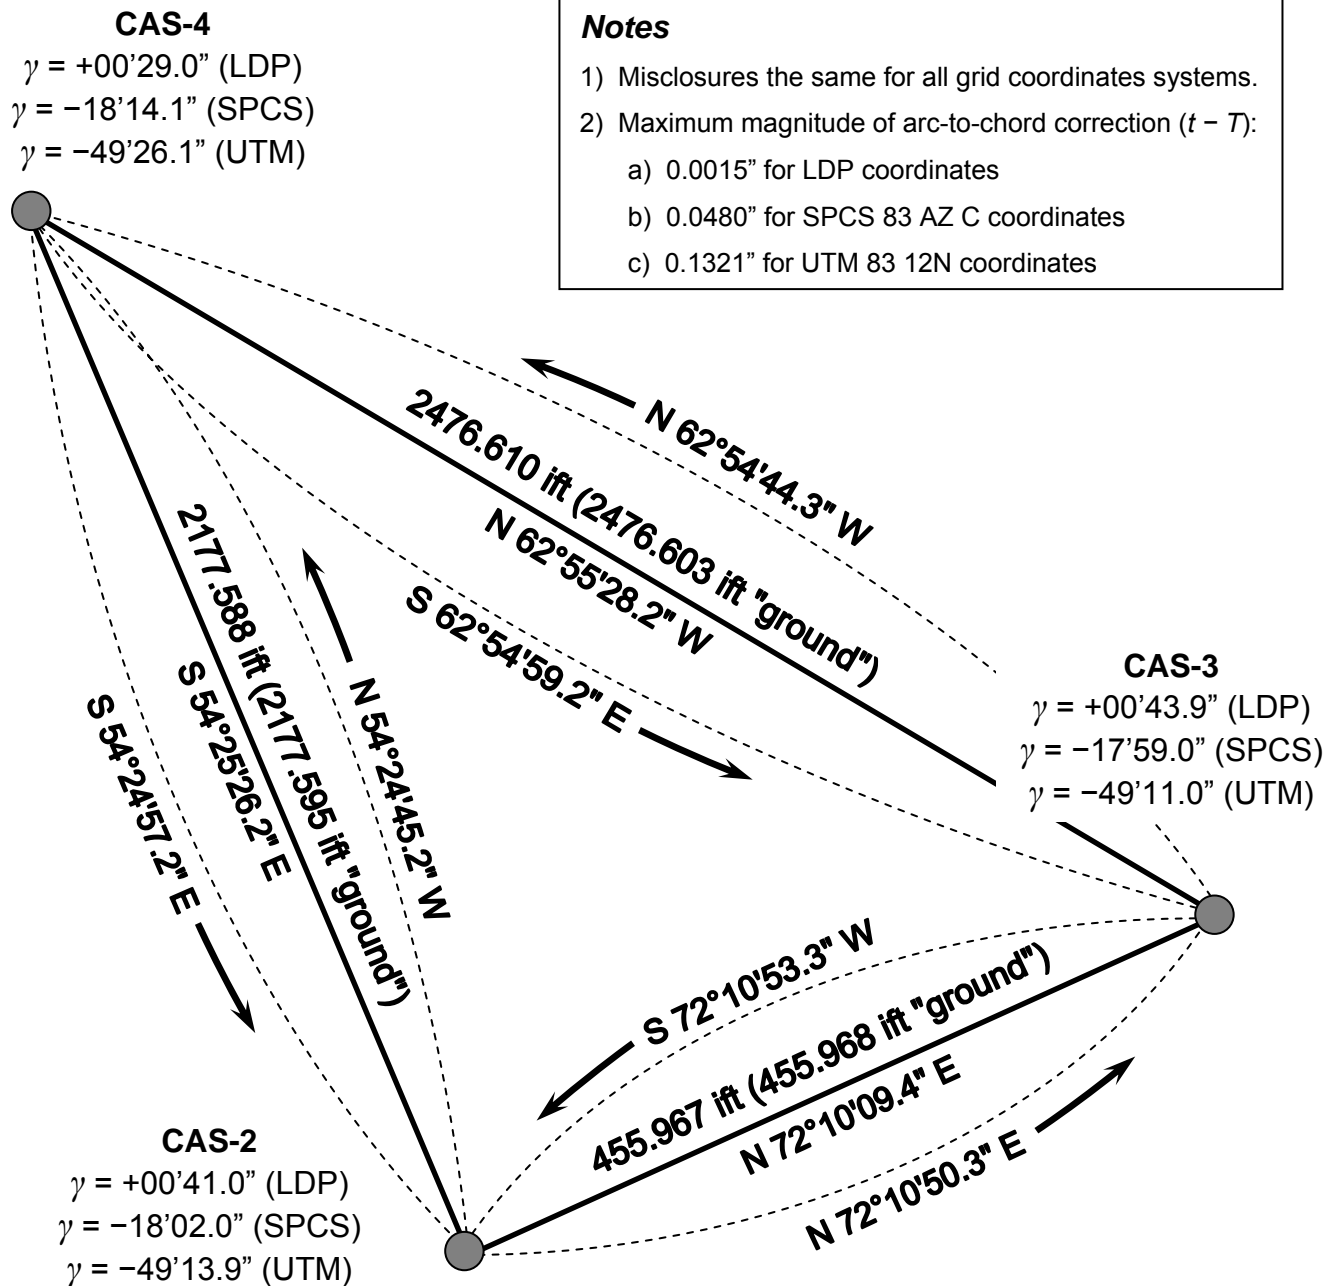 CAS-4
γ = +00’29.0” (LDP)
γ = −18’14.1” (SPCS)
γ = −49’26.1” (UTM)
Notes
1) Misclosures the same for all grid coordinates systems.
2) Maximum magnitude of arc-to-chord correction (t − T):
a) 0.0015” for LDP coordinates
b) 0.0480” for SPCS 83 AZ C coordinates
c) 0.1321” for UTM 83 12N coordinates
N 62°54'44.3" W
2476.610 ift (2476.603 ift "ground")
N 62°55'28.2" W
S 62°54'59.2" E
2177.588 ift (2177.595 ift "ground")
S 54°25'26.2" E
N 54°24'45.2" W
S 54°24'57.2" E
CAS-3
γ = +00’43.9” (LDP)
γ = −17’59.0” (SPCS)
γ = −49’11.0” (UTM)
S 72°10'53.3" W
455.967 ift (455.968 ift "ground")
N 72°10'09.4" E
N 72°10'50.3" E
CAS-2
γ = +00’41.0” (LDP)
γ = −18’02.0” (SPCS)
γ = −49’13.9” (UTM)